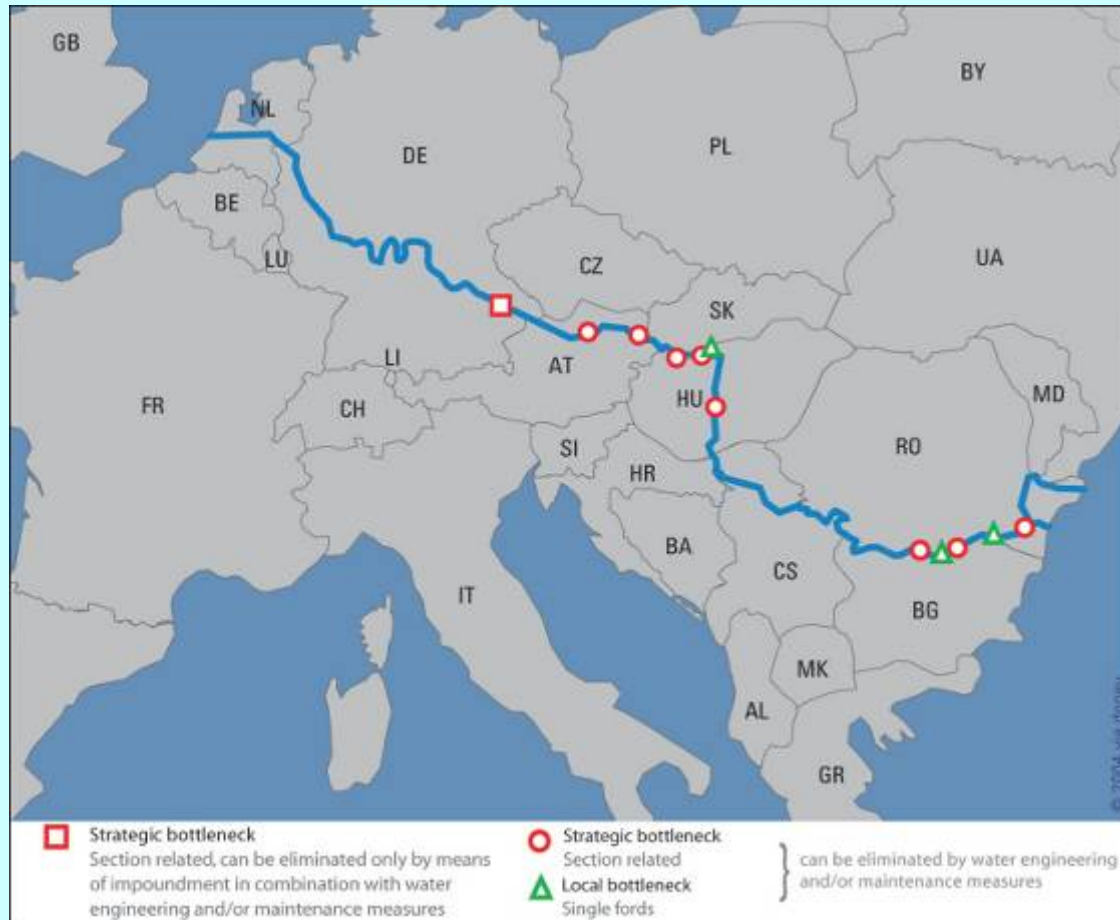 GB
BY
NL
DE
PL
BE
LU
CZ
UA
SK
LI
AT
MD
FR
CH
HU
RO
SI
HR
BA
CS
IT
BG
MK
AL
GR
© 2004 via donau
Strategic bottleneck
Section related, can be eliminated only by means
of impoundment in combination with water
engineering and/or maintenance measures
Strategic bottleneck
Section related
Local bottleneck
Single fords
can be eliminated by water engineering
and/or maintenance measures